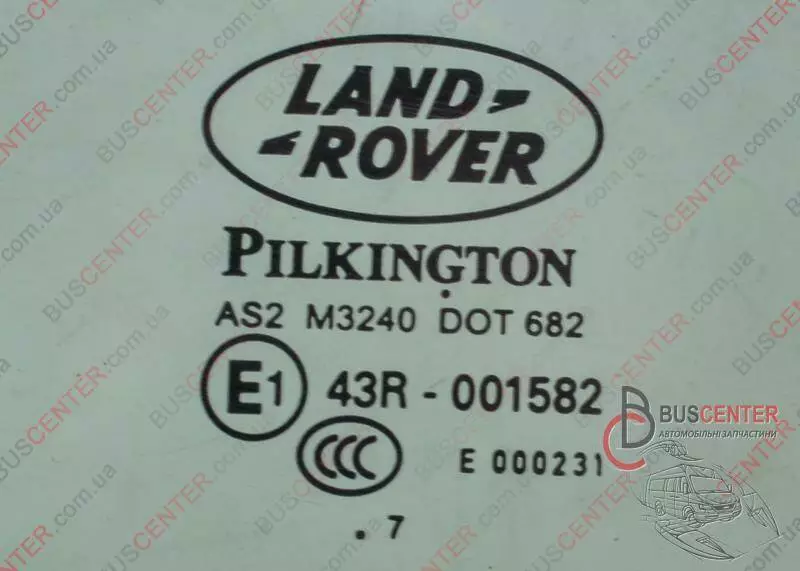 LAND
ROVER
PILKINGTON
AS2 M3240 DOT 682
E1 43R - 001582
CCC E 000231
. 7
BUSCENTER
АВТОМОБІЛЬНІ ЗАПЧАСТИНИ
BUSCENTER.com.ua